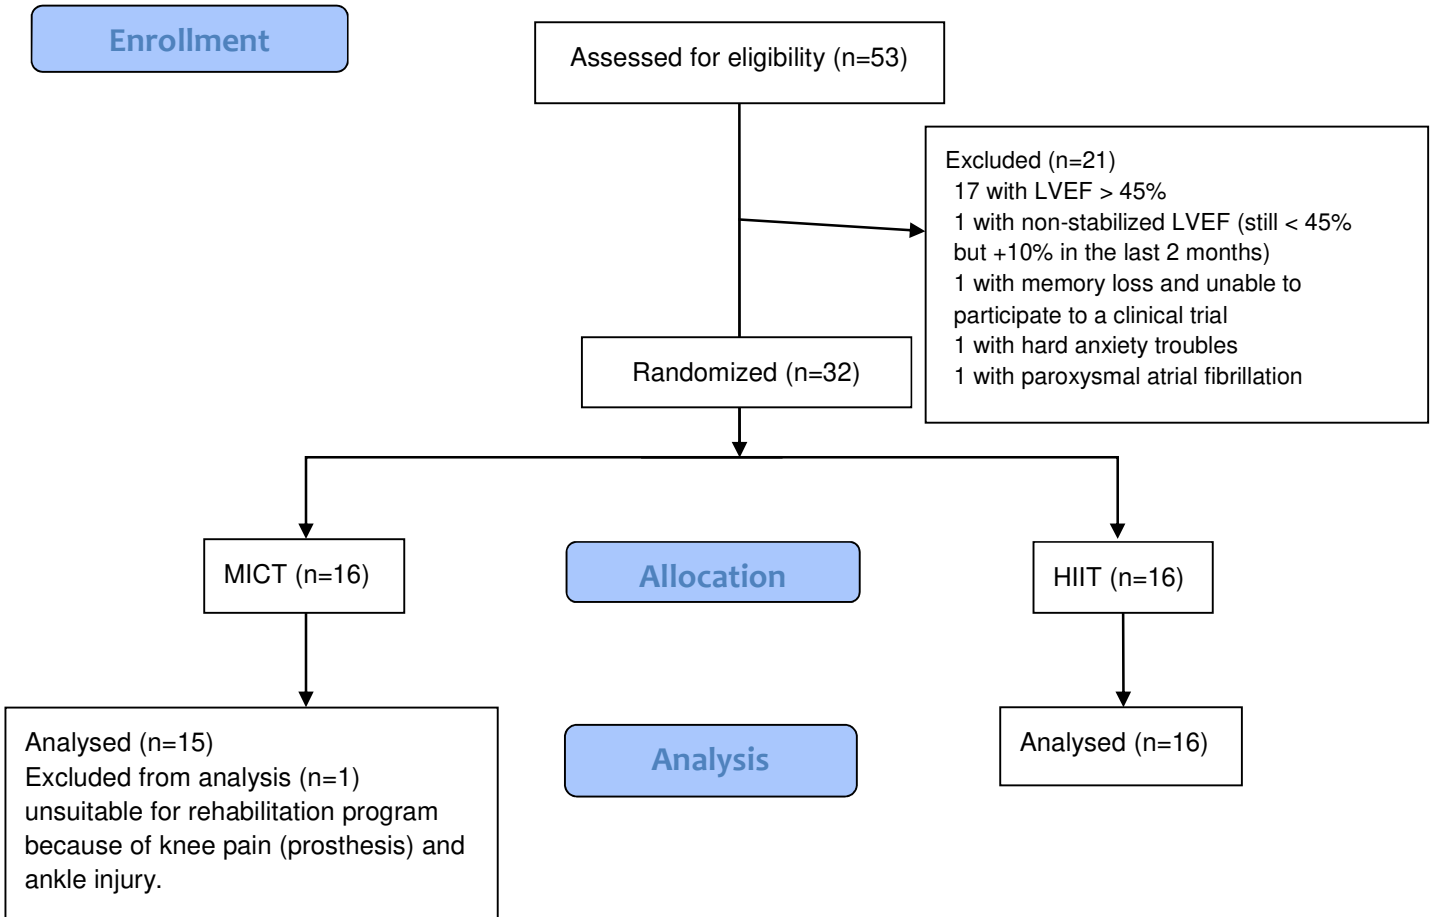 Enrollment
Assessed for eligibility (n=53)
Excluded (n=21)
17 with LVEF > 45%
1 with non-stabilized LVEF (still < 45%
but +10% in the last 2 months)
1 with memory loss and unable to
participate to a clinical trial
1 with hard anxiety troubles
1 with paroxysmal atrial fibrillation
Randomized (n=32)
MICT (n=16)
Allocation
HIIT (n=16)
Analysed (n=15)
Excluded from analysis (n=1)
unsuitable for rehabilitation program
because of knee pain (prosthesis) and
ankle injury.
Analysis
Analysed (n=16)